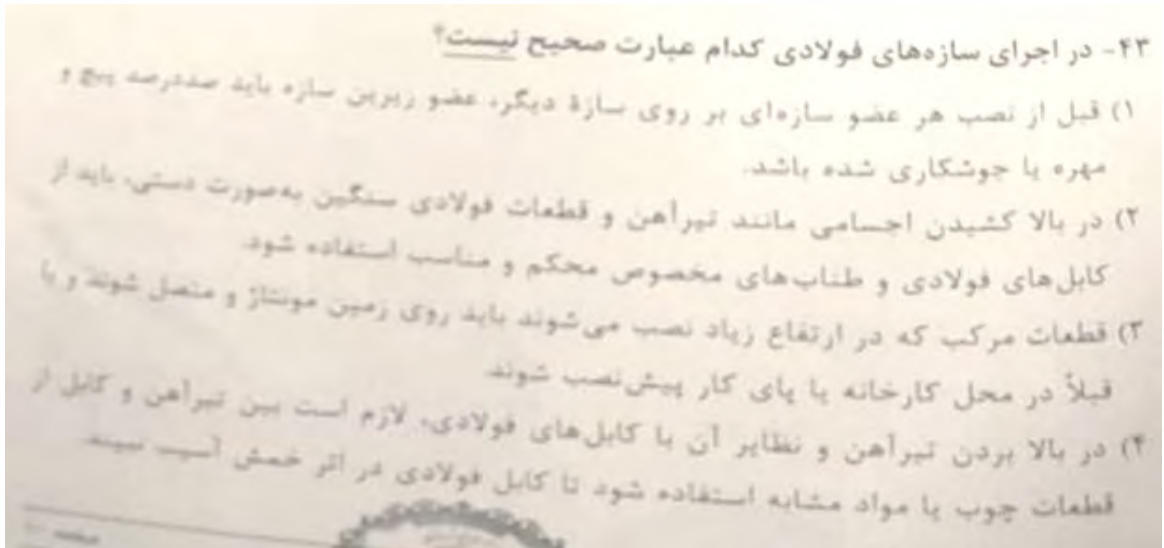 ۴۳- در اجرای سازه‌های فولادی کدام عبارت صحیح نیست؟
۱) قبل از نصب هر عضو سازه‌ای بر روی سازهٔ دیگر، عضو زیرین سازه باید صددرصد پیچ و
مهره یا جوشکاری شده باشد.
۲) در بالا کشیدن اجسامی مانند تیرآهن و قطعات فولادی سنگین به‌صورت دستی، باید از
کابل‌های فولادی و طناب‌های مخصوص محکم و مناسب استفاده شود.
۳) قطعات مرکب که در ارتفاع زیاد نصب می‌شوند باید روی زمین مونتاژ و متصل شوند و یا
قبلاً در محل کارخانه یا پای کار پیش‌نصب شوند.
۴) در بالا بردن تیرآهن و نظایر آن با کابل‌های فولادی، لازم است بین تیرآهن و کابل از
قطعات چوب یا مواد مشابه استفاده شود تا کابل فولادی در اثر خمش آسیب نبیند.